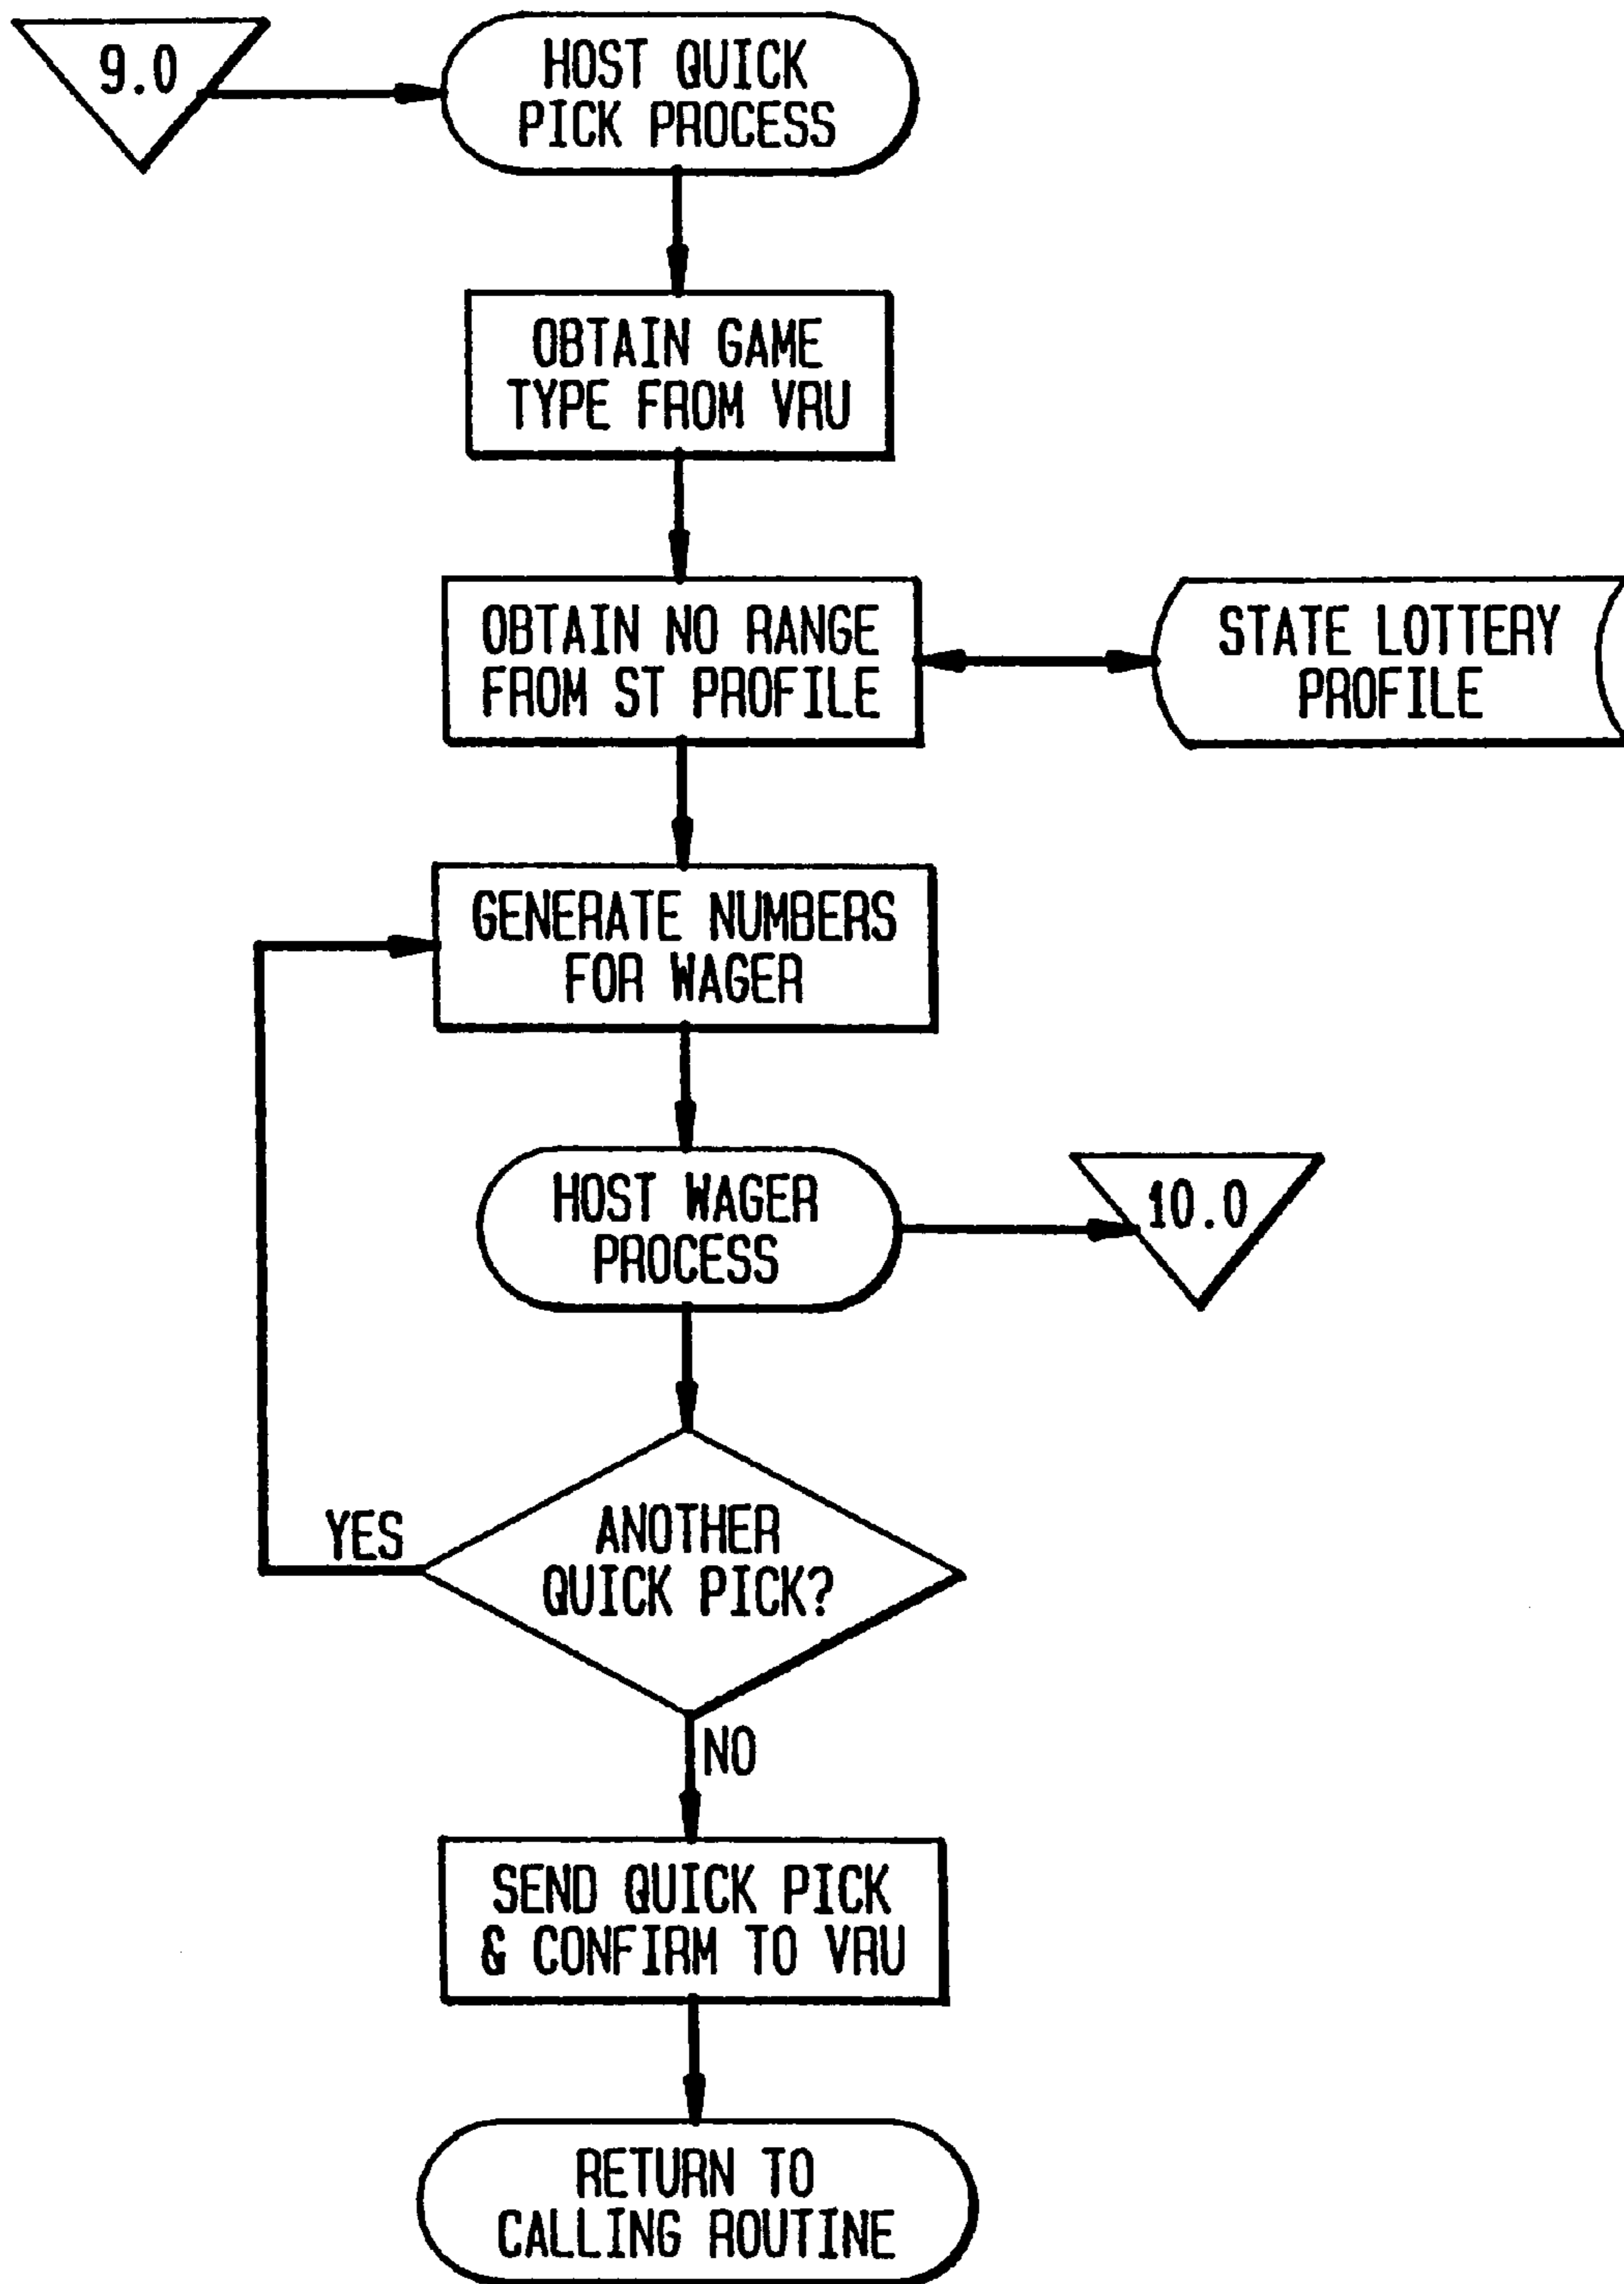 9.0
HOST QUICK
PICK PROCESS
OBTAIN GAME
TYPE FROM VRU
OBTAIN NO RANGE
FROM ST PROFILE
STATE LOTTERY
PROFILE
GENERATE NUMBERS
FOR WAGER
HOST WAGER
PROCESS
10.0
ANOTHER
QUICK PICK?
YES
NO
SEND QUICK PICK
& CONFIRM TO VRU
RETURN TO
CALLING ROUTINE